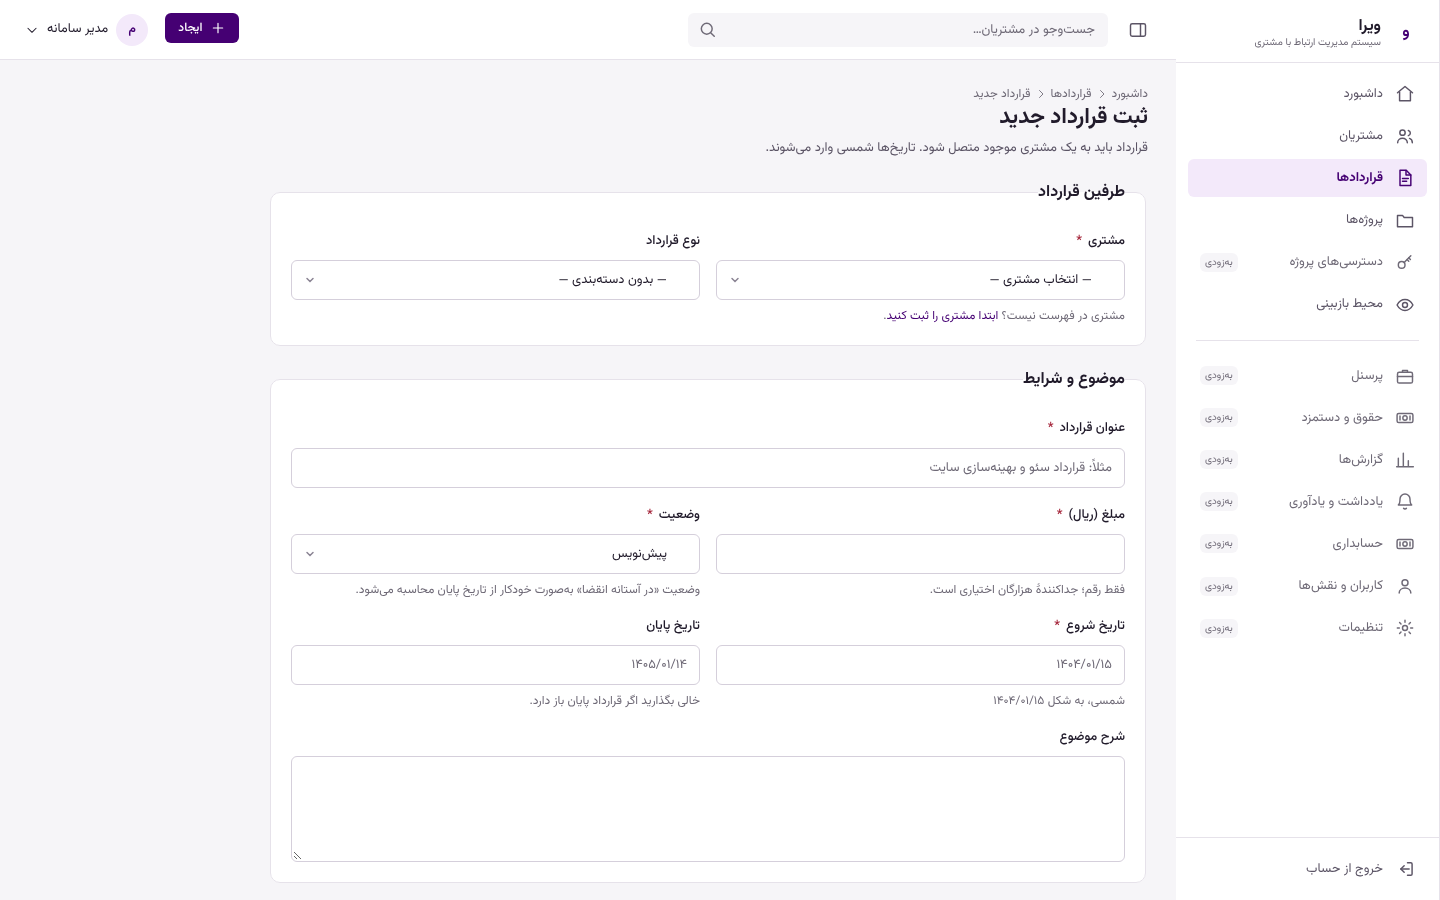 ویرا
و
سیستم مدیریت ارتباط با مشتری
داشبورد
مشتریان
قراردادها
پروژه‌ها
دسترسی‌های پروژه
به‌زودی
محیط بازبینی
پرسنل
به‌زودی
حقوق و دستمزد
به‌زودی
گزارش‌ها
به‌زودی
یادداشت و یادآوری
به‌زودی
حسابداری
به‌زودی
کاربران و نقش‌ها
به‌زودی
تنظیمات
به‌زودی
خروج از حساب
جست‌وجو در مشتریان…
ایجاد
م
مدیر سامانه
داشبورد
قراردادها
قرارداد جدید
ثبت قرارداد جدید
قرارداد باید به یک مشتری موجود متصل شود. تاریخ‌ها شمسی وارد می‌شوند.
طرفین قرارداد
مشتری *
نوع قرارداد
— انتخاب مشتری —
— بدون دسته‌بندی —
مشتری در فهرست نیست؟ ابتدا مشتری را ثبت کنید.
موضوع و شرایط
عنوان قرارداد *
مثلاً: قرارداد سئو و بهینه‌سازی سایت
مبلغ (ریال) *
وضعیت *
پیش‌نویس
فقط رقم؛ جداکنندهٔ هزارگان اختیاری است.
وضعیت «در آستانه انقضا» به‌صورت خودکار از تاریخ پایان محاسبه می‌شود.
تاریخ شروع *
تاریخ پایان
۱۴۰۴/۰۱/۱۵
۱۴۰۵/۰۱/۱۴
شمسی، به شکل ۱۴۰۴/۰۱/۱۵
خالی بگذارید اگر قرارداد پایان باز دارد.
شرح موضوع